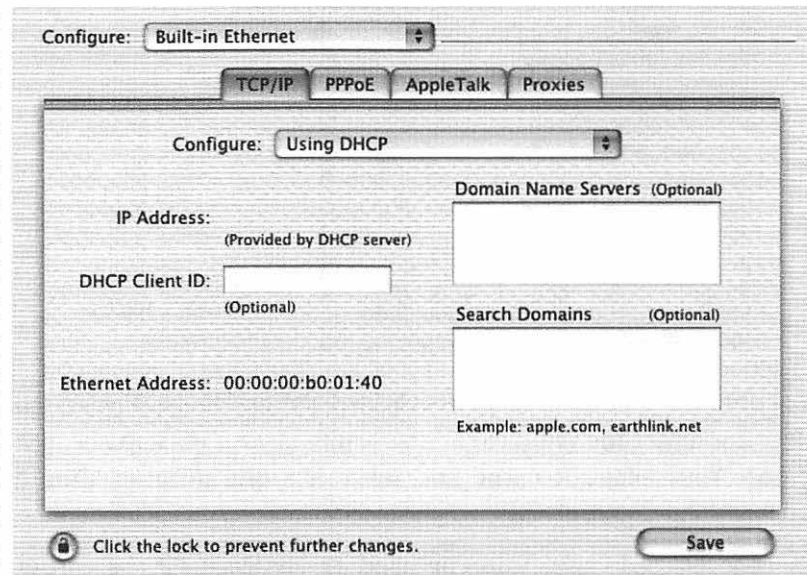 Configure: Built-in Ethernet
TCP/IP PPPoE AppleTalk Proxies
Configure: Using DHCP
Domain Name Servers (Optional)
IP Address:
(Provided by DHCP server)
DHCP Client ID:
(Optional)
Search Domains (Optional)
Ethernet Address: 00:00:00:b0:01:40
Example: apple.com, earthlink.net
Click the lock to prevent further changes.
Save